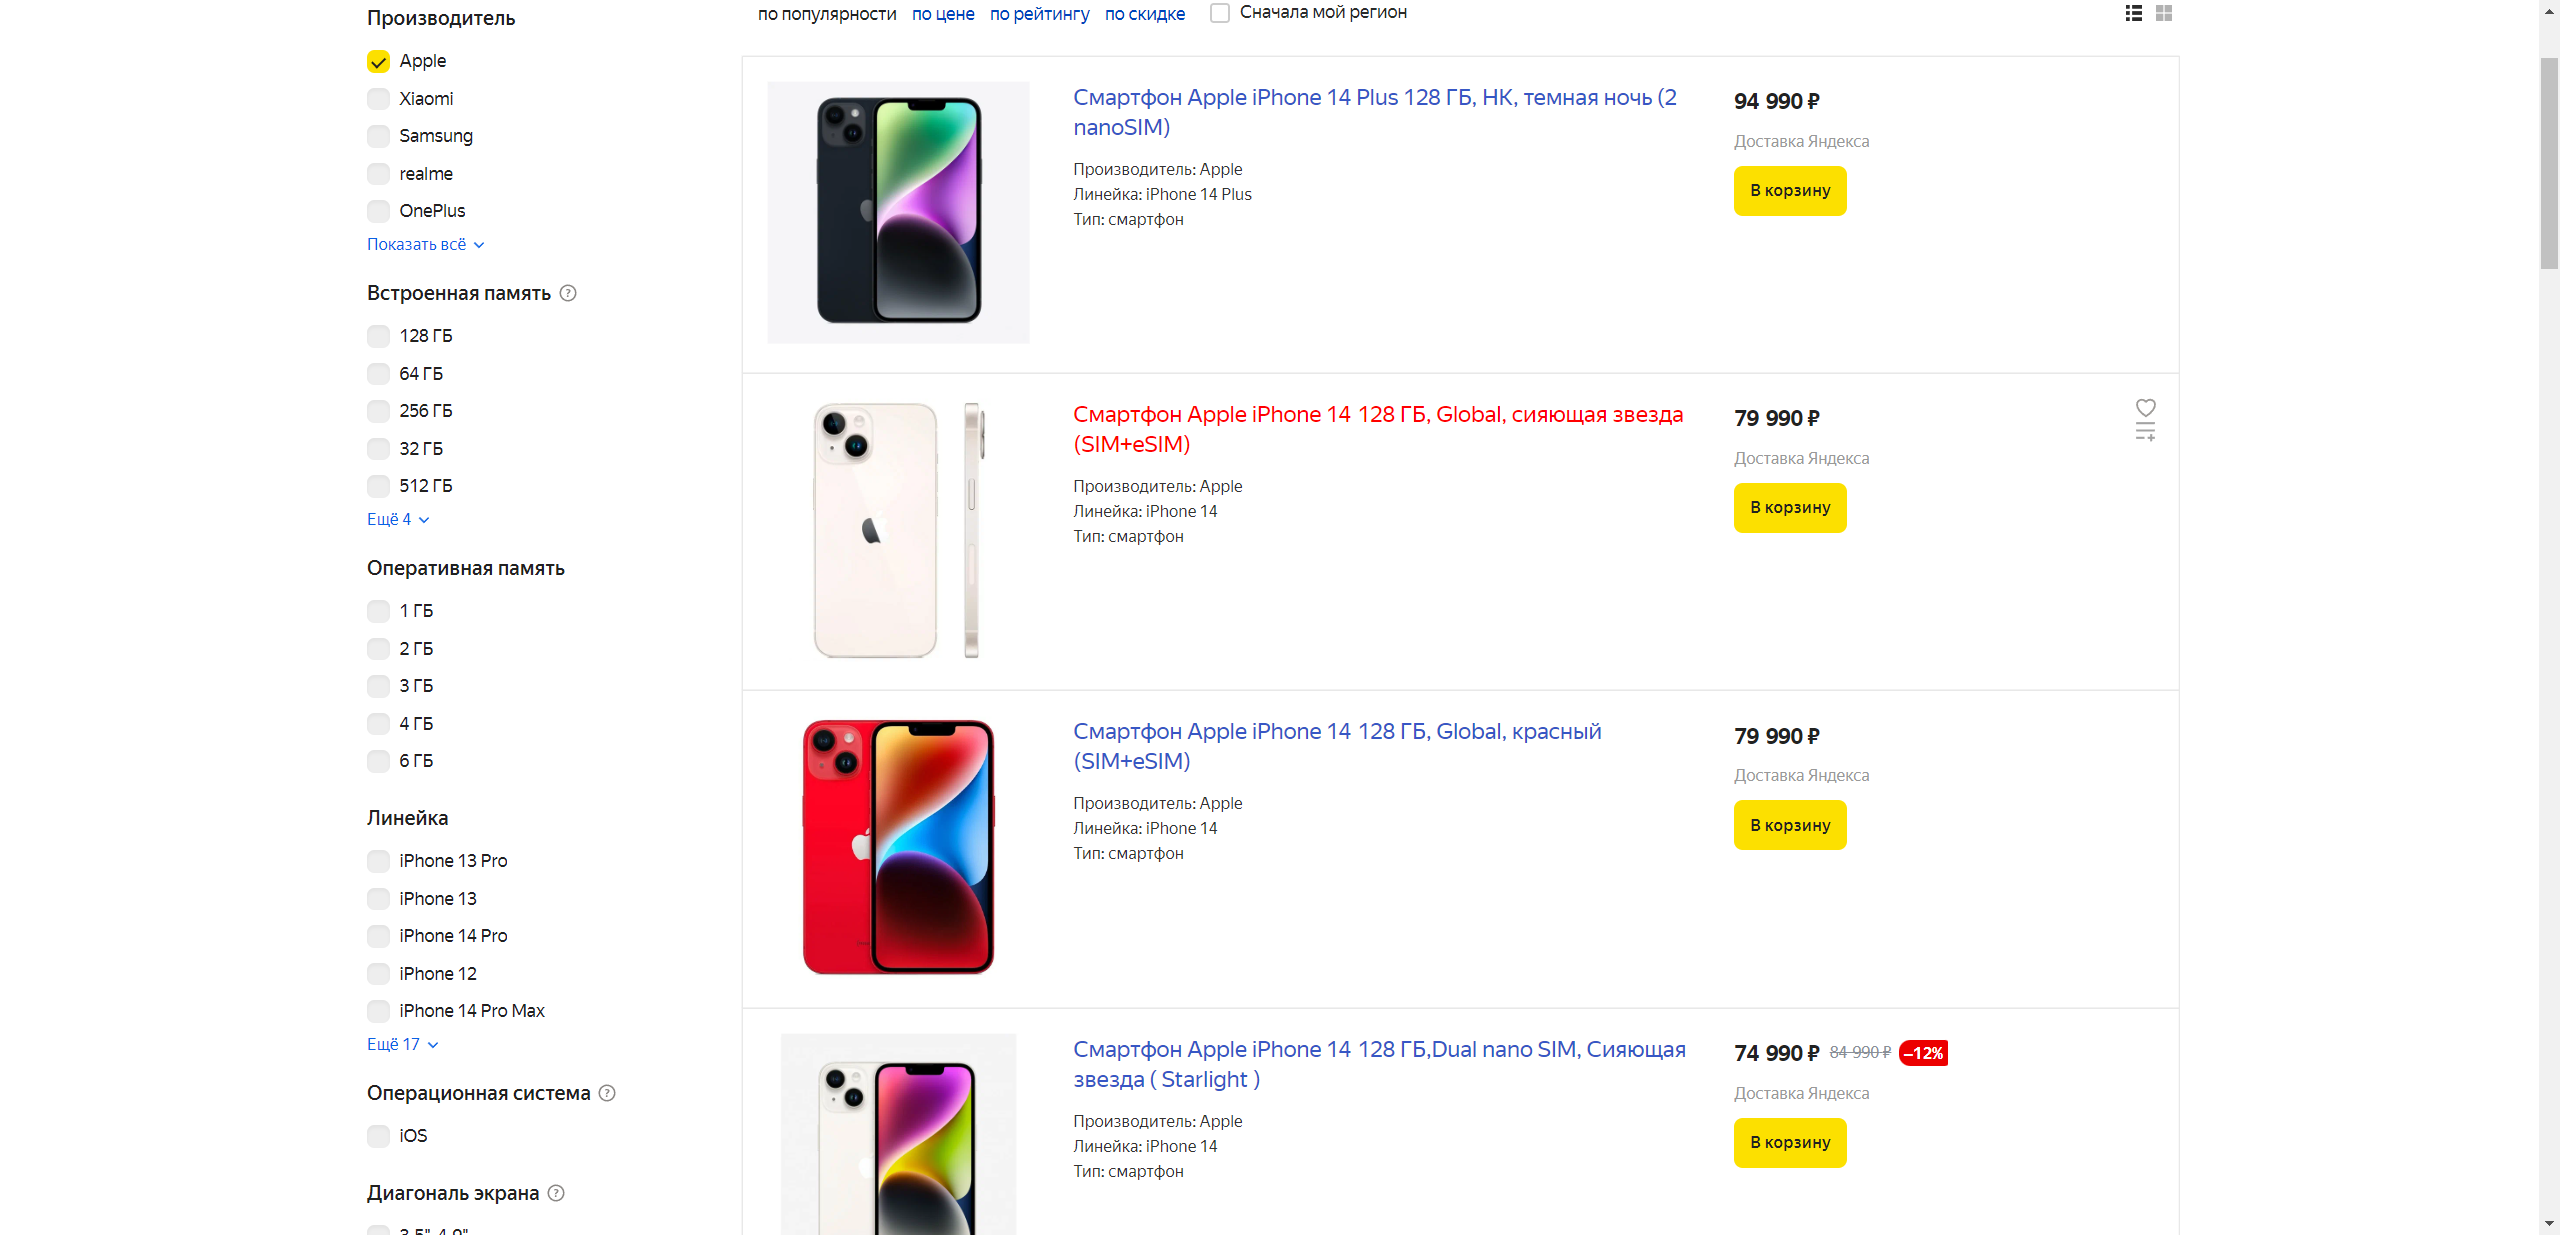 Производитель
Apple
Xiaomi
Samsung
realme
OnePlus
Показать всё
Встроенная память
128 ГБ
64 ГБ
256 ГБ
32 ГБ
512 ГБ
Ещё 4
Оперативная память
1 ГБ
2 ГБ
3 ГБ
4 ГБ
6 ГБ
Линейка
iPhone 13 Pro
iPhone 13
iPhone 14 Pro
iPhone 12
iPhone 14 Pro Max
Ещё 17
Операционная система
iOS
Диагональ экрана
по популярности по цене по рейтингу по скидке Сначала мой регион
Смартфон Apple iPhone 14 Plus 128 ГБ, HK, темная ночь (2
nanoSIM)
Производитель: Apple
Линейка: iPhone 14 Plus
Тип: смартфон
94 990 ₽
Доставка Яндекса
В корзину
Смартфон Apple iPhone 14 128 ГБ, Global, сияющая звезда
(SIM+eSIM)
Производитель: Apple
Линейка: iPhone 14
Тип: смартфон
79 990 ₽
Доставка Яндекса
В корзину
Смартфон Apple iPhone 14 128 ГБ, Global, красный
(SIM+eSIM)
Производитель: Apple
Линейка: iPhone 14
Тип: смартфон
79 990 ₽
Доставка Яндекса
В корзину
Смартфон Apple iPhone 14 128 ГБ,Dual nano SIM, Сияющая
звезда ( Starlight )
Производитель: Apple
Линейка: iPhone 14
Тип: смартфон
74 990 ₽ 84 990 ₽ –12%
Доставка Яндекса
В корзину